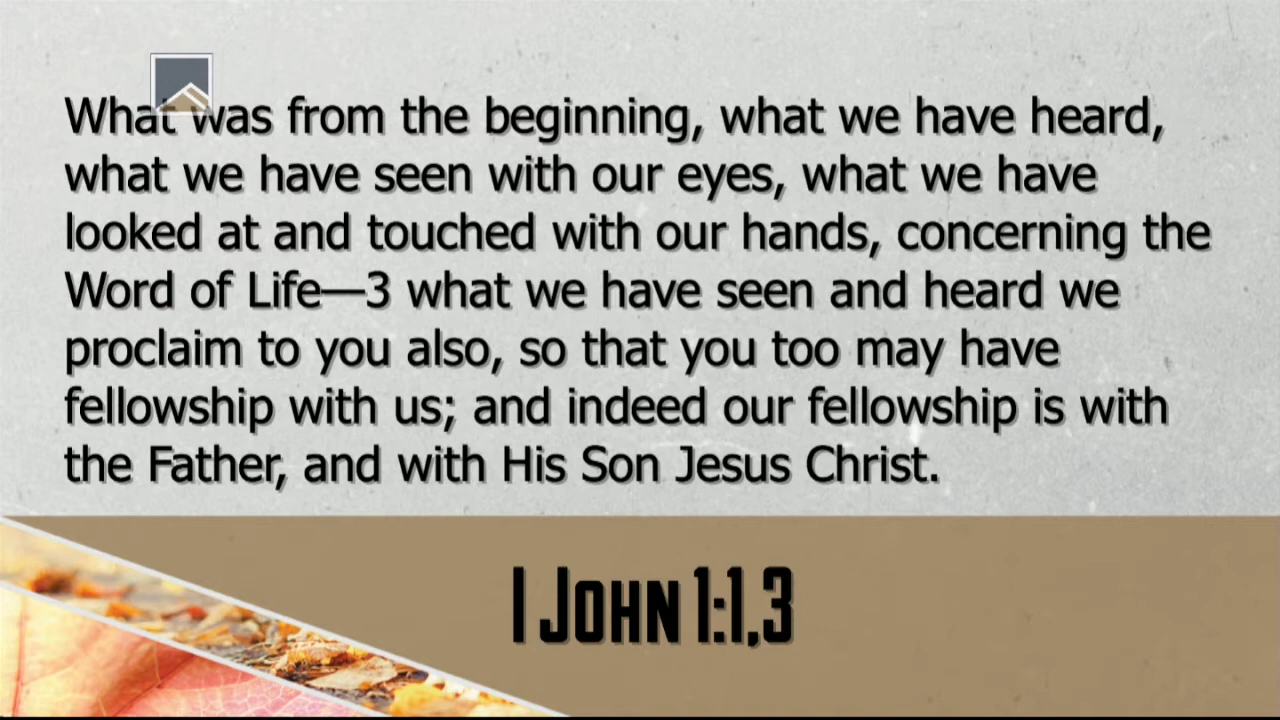 What was from the beginning, what we have heard,
what we have seen with our eyes, what we have
looked at and touched with our hands, concerning the
Word of Life—3 what we have seen and heard we
proclaim to you also, so that you too may have
fellowship with us; and indeed our fellowship is with
the Father, and with His Son Jesus Christ.
I JOHN 1:1,3